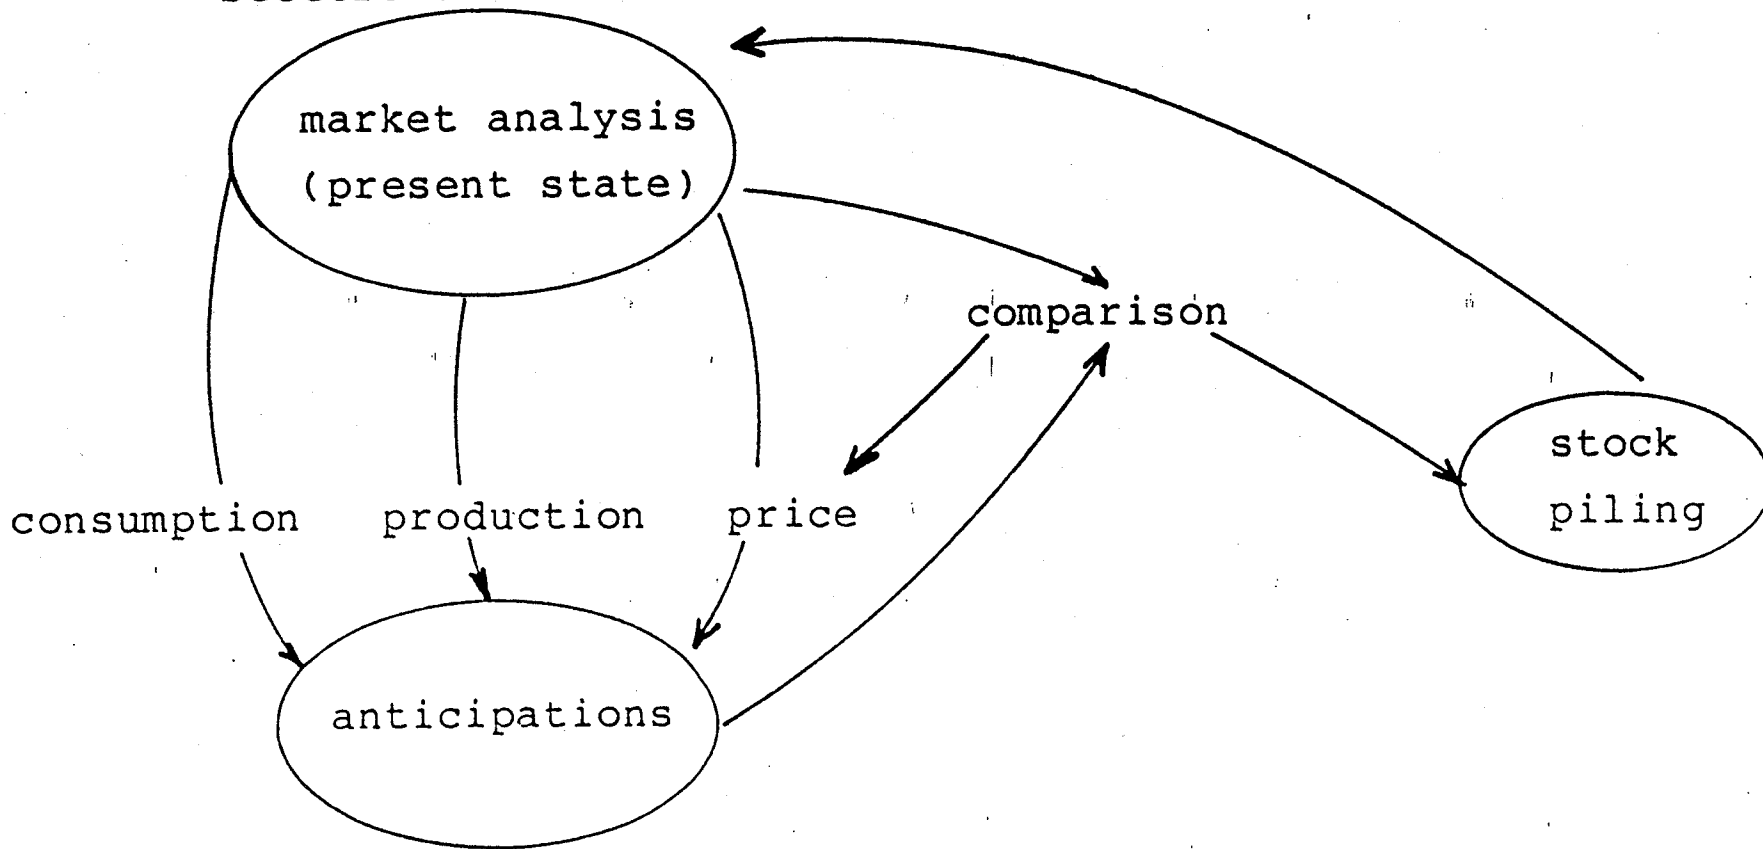 market analysis
(present state)
comparison
stock
piling
consumption
production
price
anticipations